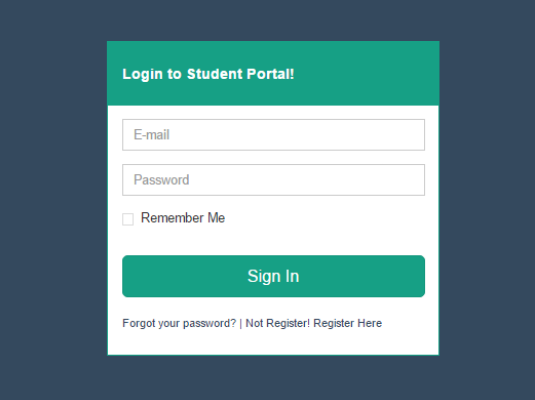 Login to Student Portal!
E-mail
Password
Remember Me
Sign In
Forgot your password? | Not Register! Register Here